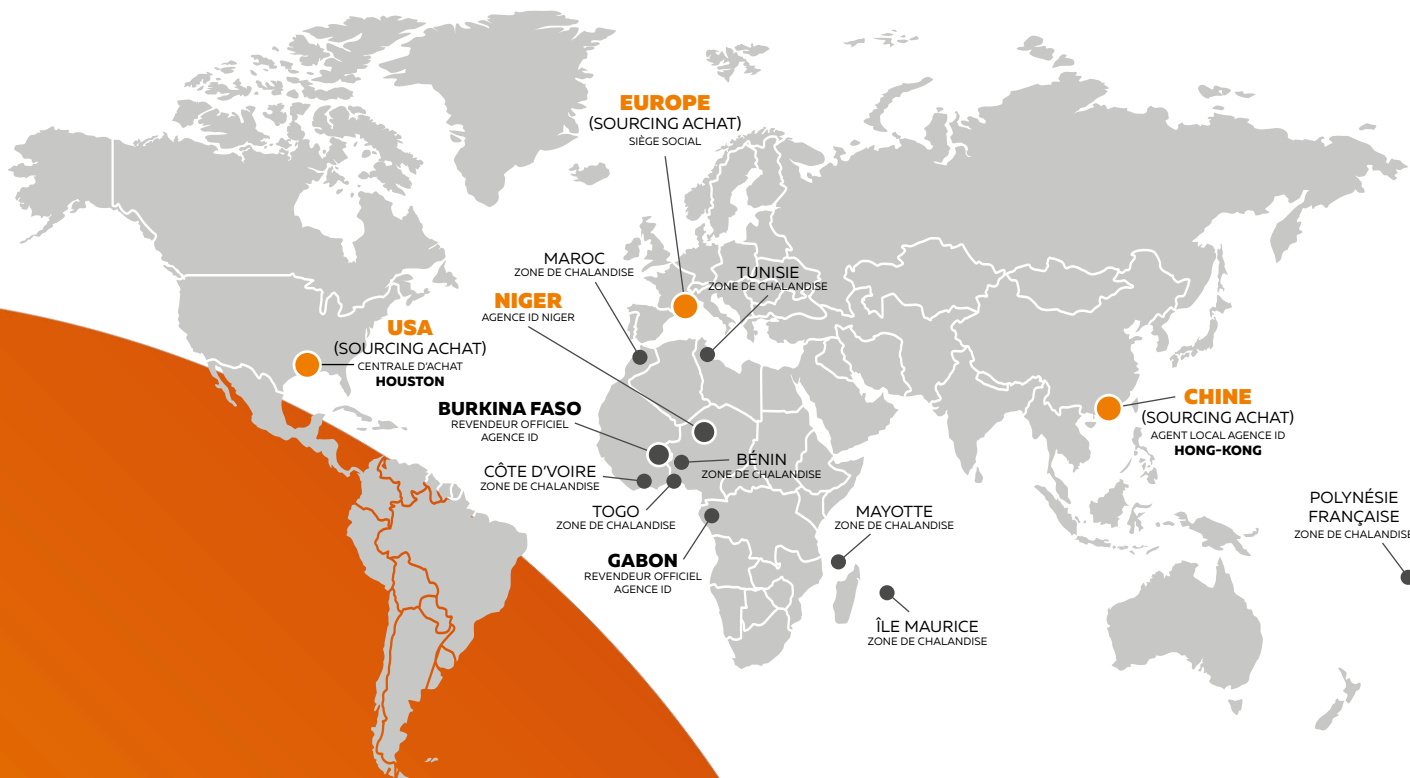 EUROPE
(SOURCING ACHAT)
SIÈGE SOCIAL
MAROC
ZONE DE CHALANDISE
TUNISIE
ZONE DE CHALANDISE
NIGER
AGENCE ID NIGER
USA
(SOURCING ACHAT)
CENTRALE D'ACHAT
HOUSTON
BURKINA FASO
REVENDEUR OFFICIEL
AGENCE ID
CHINE
(SOURCING ACHAT)
AGENT LOCAL AGENCE ID
HONG-KONG
BÉNIN
ZONE DE CHALANDISE
CÔTE D'VOIRE
ZONE DE CHALANDISE
TOGO
ZONE DE CHALANDISE
MAYOTTE
ZONE DE CHALANDISE
POLYNÉSIE
FRANÇAISE
ZONE DE CHALANDISE
GABON
REVENDEUR OFFICIEL
AGENCE ID
ÎLE MAURICE
ZONE DE CHALANDISE